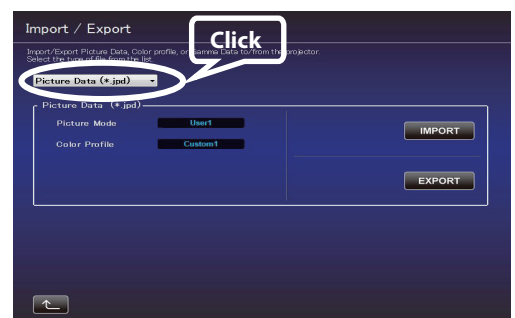 Import / Export
Click
Import/Export Picture Data, Color profile, or Gamma Data to/from the projector.
Select the type of file from the list.
Picture Data (*.jpd)
Picture Data (*.jpd)
Picture Mode User1 IMPORT
Color Profile Custom1
EXPORT